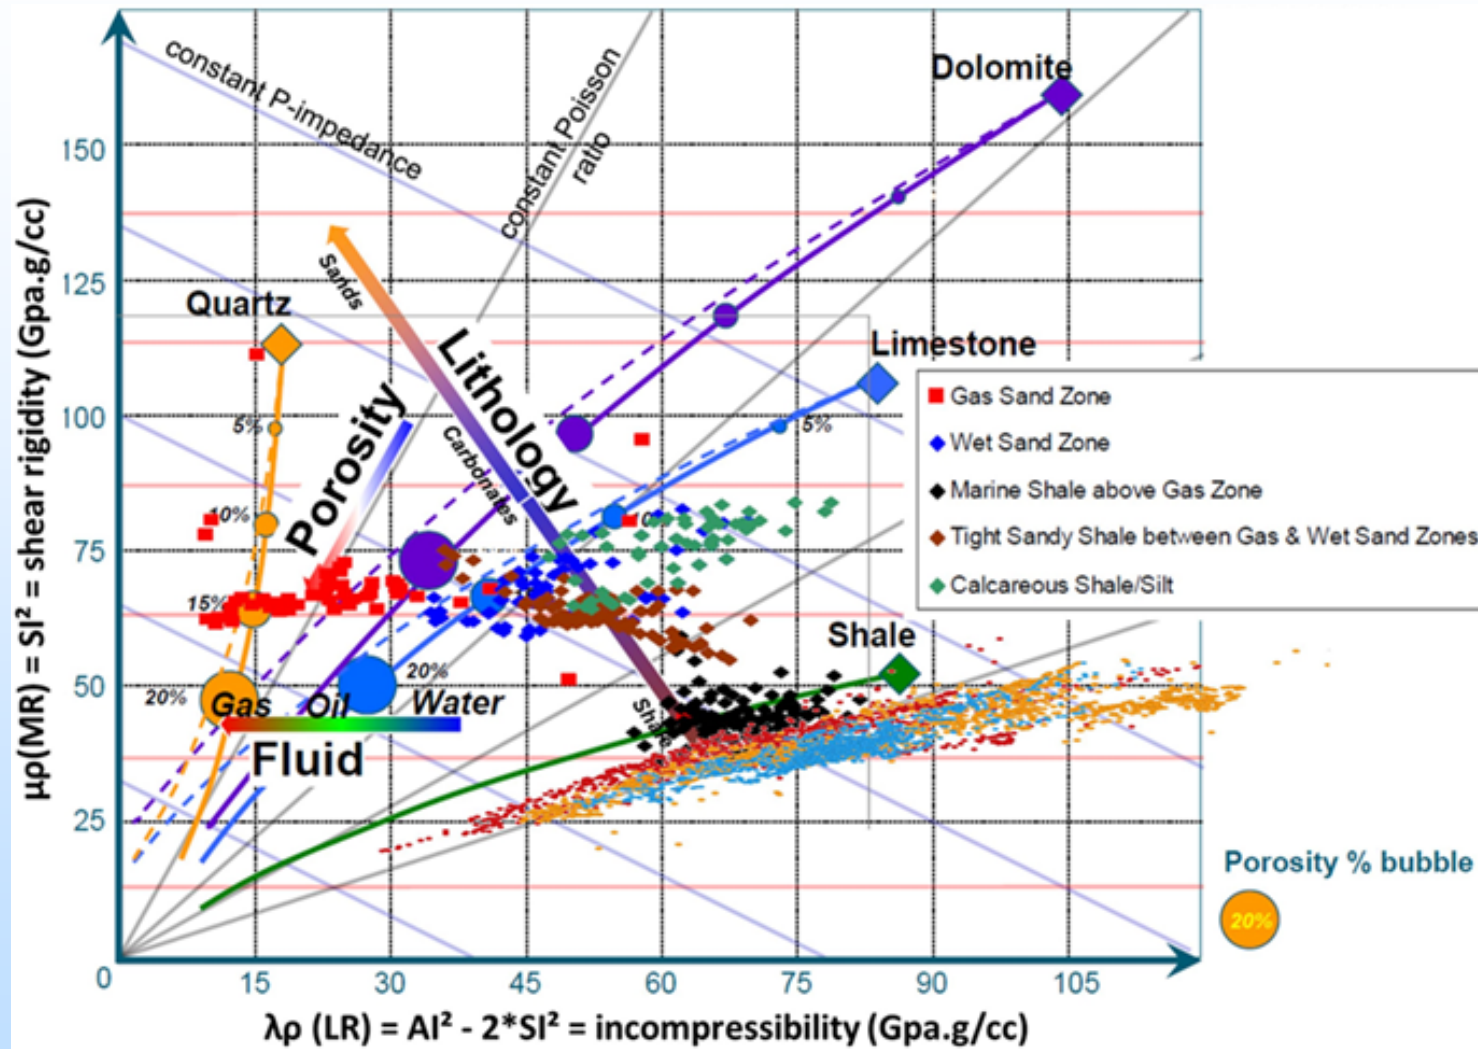 constant P-impedance
constant Poisson
ratio
Dolomite
150
Sands
125
Quartz
Lithology
Limestone
Porosity
100
5%
5%
Carbonates
Gas Sand Zone
Wet Sand Zone
Marine Shale above Gas Zone
Tight Sandy Shale between Gas & Wet Sand Zones
Calcareous Shale/Silt
10%
75
15%
Shale
50
20%
20%
Gas Oil Water
Fluid
25
μρ(MR) = SI² = shear rigidity (Gpa.g/cc)
Porosity % bubble
20%
0 15 30 45 60 75 90 105
λρ (LR) = AI² - 2*SI² = incompressibility (Gpa.g/cc)